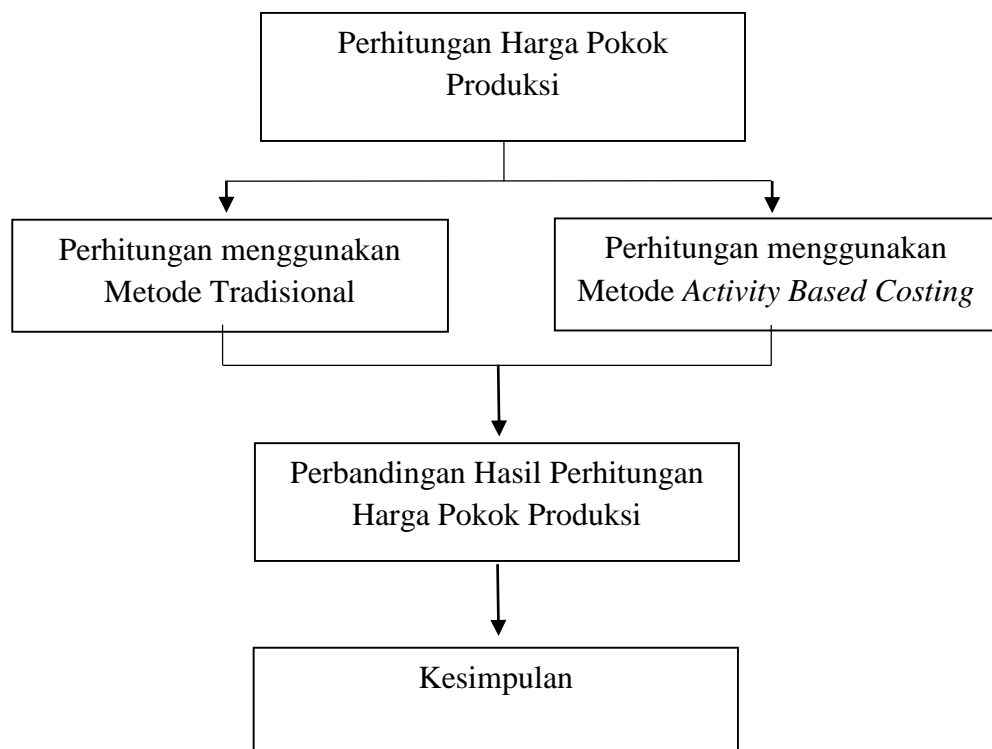 Perhitungan Harga Pokok
Produksi
Perhitungan menggunakan
Metode Tradisional
Perhitungan menggunakan
Metode Activity Based Costing
Perbandingan Hasil Perhitungan
Harga Pokok Produksi
Kesimpulan